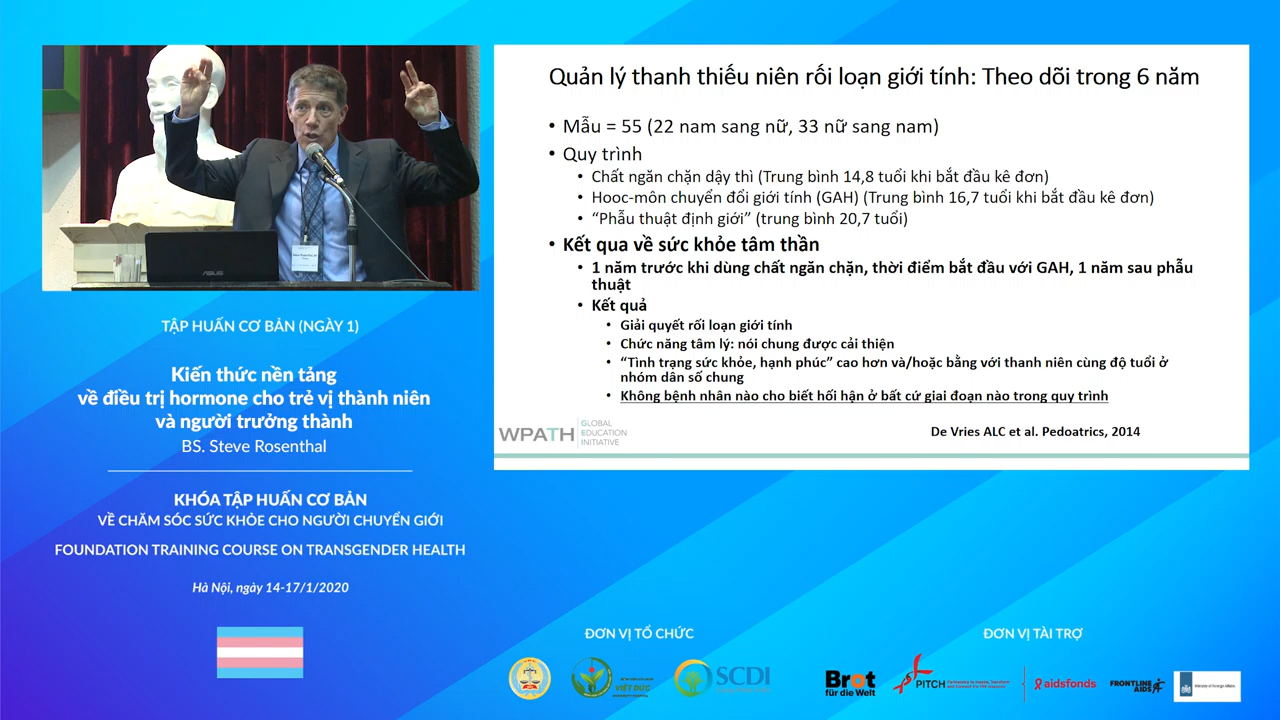 ASUS
TẬP HUẤN CƠ BẢN (NGÀY 1)
Kiến thức nền tảng
về điều trị hormone cho trẻ vị thành niên
và người trưởng thành
BS. Steve Rosenthal
KHÓA TẬP HUẤN CƠ BẢN
VỀ CHĂM SÓC SỨC KHỎE CHO NGƯỜI CHUYỂN GIỚI
FOUNDATION TRAINING COURSE ON TRANSGENDER HEALTH
Hà Nội, ngày 14-17/1/2020
Quản lý thanh thiếu niên rối loạn giới tính: Theo dõi trong 6 năm
• Mẫu = 55 (22 nam sang nữ, 33 nữ sang nam)
• Quy trình
• Chất ngăn chặn dậy thì (Trung bình 14,8 tuổi khi bắt đầu kê đơn)
• Hooc-môn chuyển đổi giới tính (GAH) (Trung bình 16,7 tuổi khi bắt đầu kê đơn)
• “Phẫu thuật định giới” (trung bình 20,7 tuổi)
• Kết quả về sức khỏe tâm thần
• 1 năm trước khi dùng chất ngăn chặn, thời điểm bắt đầu với GAH, 1 năm sau phẫu
thuật
• Kết quả
• Giải quyết rối loạn giới tính
• Chức năng tâm lý: nói chung được cải thiện
• “Tình trạng sức khỏe, hạnh phúc” cao hơn và/hoặc bằng với thanh niên cùng độ tuổi ở
nhóm dân số chung
• Không bệnh nhân nào cho biết hối hận ở bất cứ giai đoạn nào trong quy trình
WPATH
GLOBAL
EDUCATION
INITIATIVE
De Vries ALC et al. Pedoatrics, 2014
ĐƠN VỊ TỔ CHỨC
VIỆT ĐỨC
SCDI
ĐƠN VỊ TÀI TRỢ
Brot
für die Welt
PITCH
aidsfonds
FRONTLINE
AIDS
Ministry of Foreign Affairs